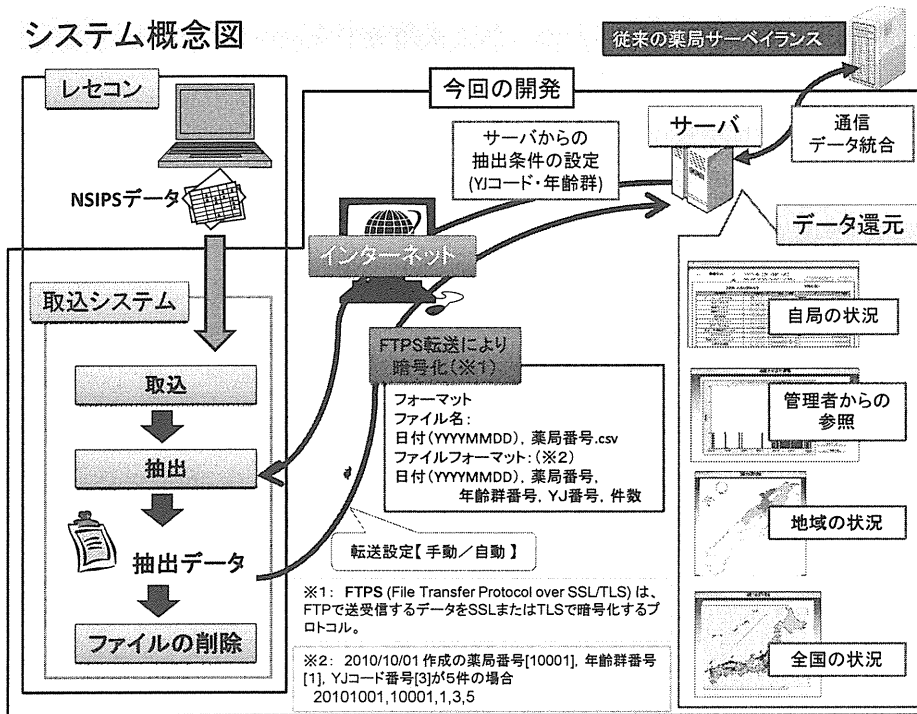 システム概念図
従来の薬局サーベイランス
レセコン
今回の開発
NSIPSデータ
サーバからの
抽出条件の設定
(YJコード・年齢群)
サーバ
通信
データ統合
インターネット
データ還元
取込システム
FTPS転送により
暗号化(※1)
自局の状況
取込
フォーマット
ファイル名:
日付(YYYYMMDD), 薬局番号.csv
ファイルフォーマット:(※2)
日付(YYYYMMDD), 薬局番号,
年齢群番号, YJ番号, 件数
管理者からの
参照
抽出
地域の状況
転送設定【 手動／自動 】
抽出データ
※1: FTPS (File Transfer Protocol over SSL/TLS) は、
FTPで送受信するデータをSSLまたはTLSで暗号化するプ
ロトコル。
ファイルの削除
※2: 2010/10/01 作成の薬局番号[10001], 年齢群番号
[1], YJコード番号[3]が5件の場合
20101001,10001,1,3,5
全国の状況